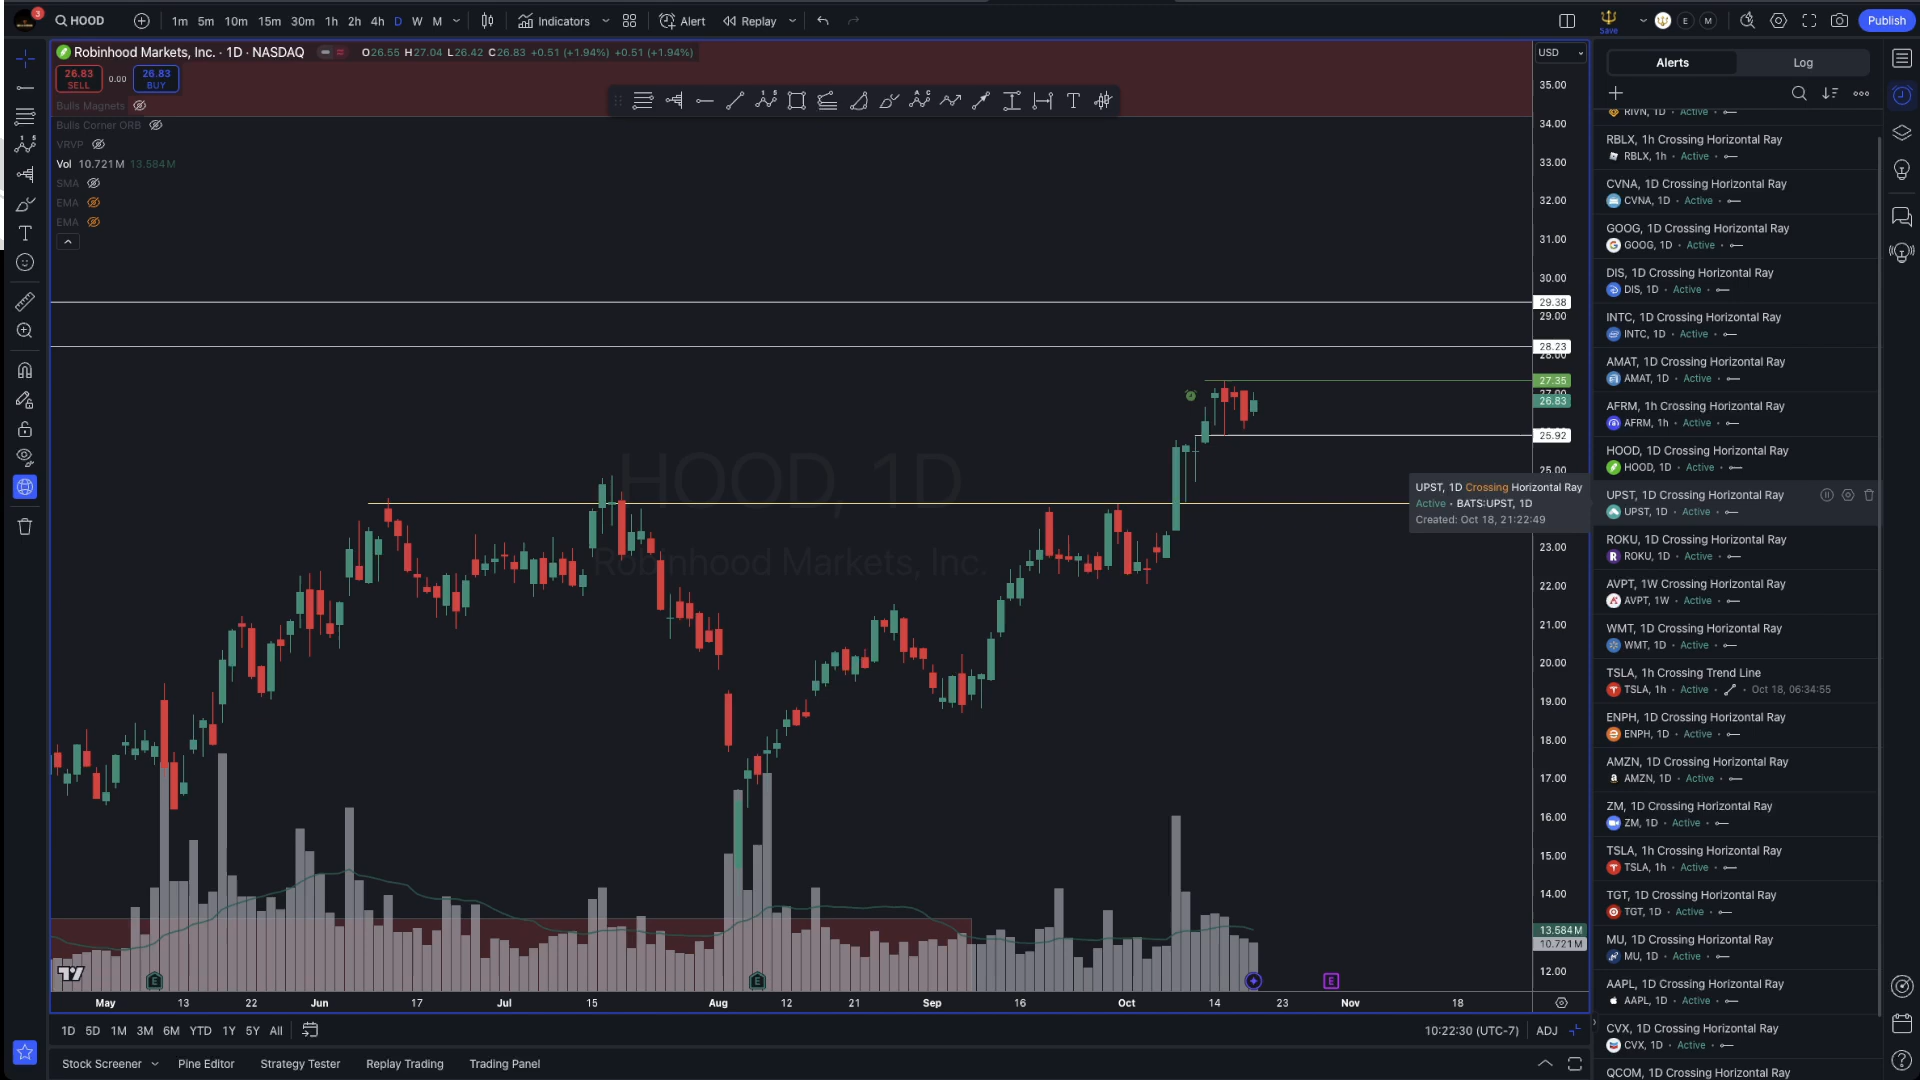 3
HOOD
1m 5m 10m 15m 30m 1h 2h 4h D W M
Indicators
Alert
Replay
Save
E
M
Publish
Robinhood Markets, Inc. · 1D · NASDAQ
O26.55 H27.04 L26.42 C26.83 +0.51 (+1.94%) +0.51 (+1.94%)
26.83
SELL
0.00
26.83
BUY
Bulls Magnets
Bulls Corner ORB
VRVP
Vol 10.721M 13.584M
SMA
EMA
EMA
USD
35.00
34.00
33.00
32.00
31.00
30.00
29.38
29.00
28.23
28.00
27.35
27.00
26.83
25.92
25.00
23.00
22.00
21.00
20.00
19.00
18.00
17.00
16.00
15.00
14.00
13.584M
10.721M
12.00
HOOD, 1D
Robinhood Markets, Inc.
UPST, 1D Crossing Horizontal Ray
Active • BATS:UPST, 1D
Created: Oct 18, 21:22:49
E
E
E
May 13 22 Jun 17 Jul 15 Aug 12 21 Sep 16 Oct 14 23 Nov 18
1D 5D 1M 3M 6M YTD 1Y 5Y All
10:22:30 (UTC-7)
ADJ
Stock Screener
Pine Editor
Strategy Tester
Replay Trading
Trading Panel
Alerts
Log
RIVN, 1D • Active •
RBLX, 1h Crossing Horizontal Ray
RBLX, 1h • Active •
CVNA, 1D Crossing Horizontal Ray
CVNA, 1D • Active •
GOOG, 1D Crossing Horizontal Ray
GOOG, 1D • Active •
DIS, 1D Crossing Horizontal Ray
DIS, 1D • Active •
INTC, 1D Crossing Horizontal Ray
INTC, 1D • Active •
AMAT, 1D Crossing Horizontal Ray
AMAT, 1D • Active •
AFRM, 1h Crossing Horizontal Ray
AFRM, 1h • Active •
HOOD, 1D Crossing Horizontal Ray
HOOD, 1D • Active •
UPST, 1D Crossing Horizontal Ray
UPST, 1D • Active •
ROKU, 1D Crossing Horizontal Ray
ROKU, 1D • Active •
AVPT, 1W Crossing Horizontal Ray
AVPT, 1W • Active •
WMT, 1D Crossing Horizontal Ray
WMT, 1D • Active •
TSLA, 1h Crossing Trend Line
TSLA, 1h • Active • Oct 18, 06:34:55
ENPH, 1D Crossing Horizontal Ray
ENPH, 1D • Active •
AMZN, 1D Crossing Horizontal Ray
AMZN, 1D • Active •
ZM, 1D Crossing Horizontal Ray
ZM, 1D • Active •
TSLA, 1h Crossing Horizontal Ray
TSLA, 1h • Active •
TGT, 1D Crossing Horizontal Ray
TGT, 1D • Active •
MU, 1D Crossing Horizontal Ray
MU, 1D • Active •
AAPL, 1D Crossing Horizontal Ray
AAPL, 1D • Active •
CVX, 1D Crossing Horizontal Ray
CVX, 1D • Active •
QCOM, 1D Crossing Horizontal Ray